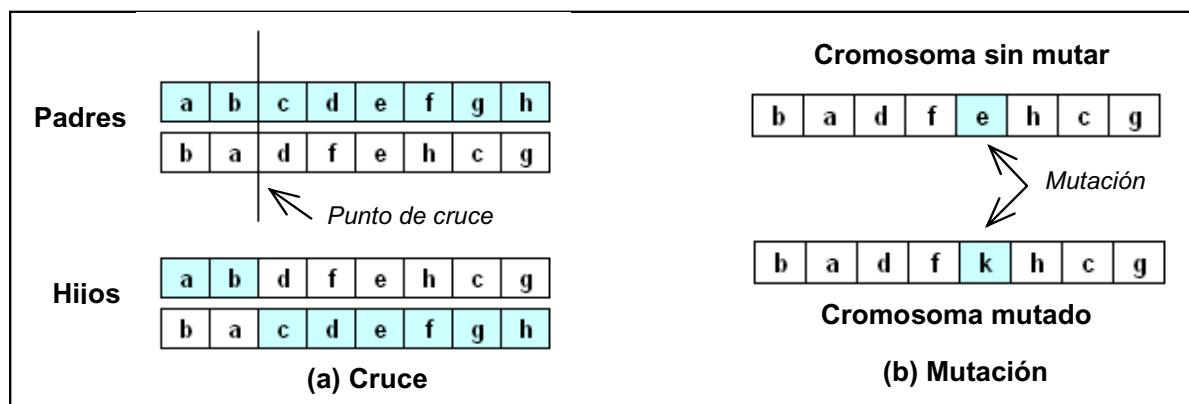 Padres
a b c d e f g h
b a d f e h c g
Punto de cruce
Hijos
a b d f e h c g
b a c d e f g h
(a) Cruce
Cromosoma sin mutar
b a d f e h c g
Mutación
b a d f k h c g
Cromosoma mutado
(b) Mutación